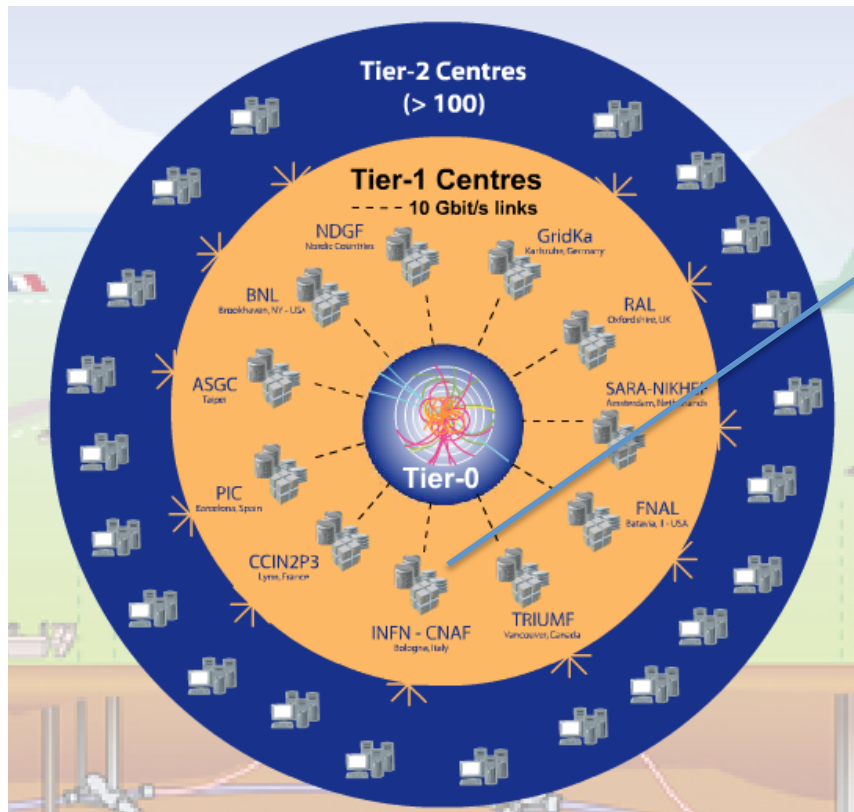 Tier-2 Centres
(> 100)
Tier-1 Centres
---- 10 Gbit/s links
NDGF
Nordic Countries
GridKa
Karlsruhe, Germany
BNL
Brookhaven, NY - USA
RAL
Oxfordshire, UK
ASGC
Taipei
SARA-NIKHEF
Amsterdam, Netherlands
Tier-0
PIC
Barcelona, Spain
FNAL
Batavia, Il - USA
CCIN2P3
Lyon, France
INFN - CNAF
Bologna, Italy
TRIUMF
Vancouver, Canada